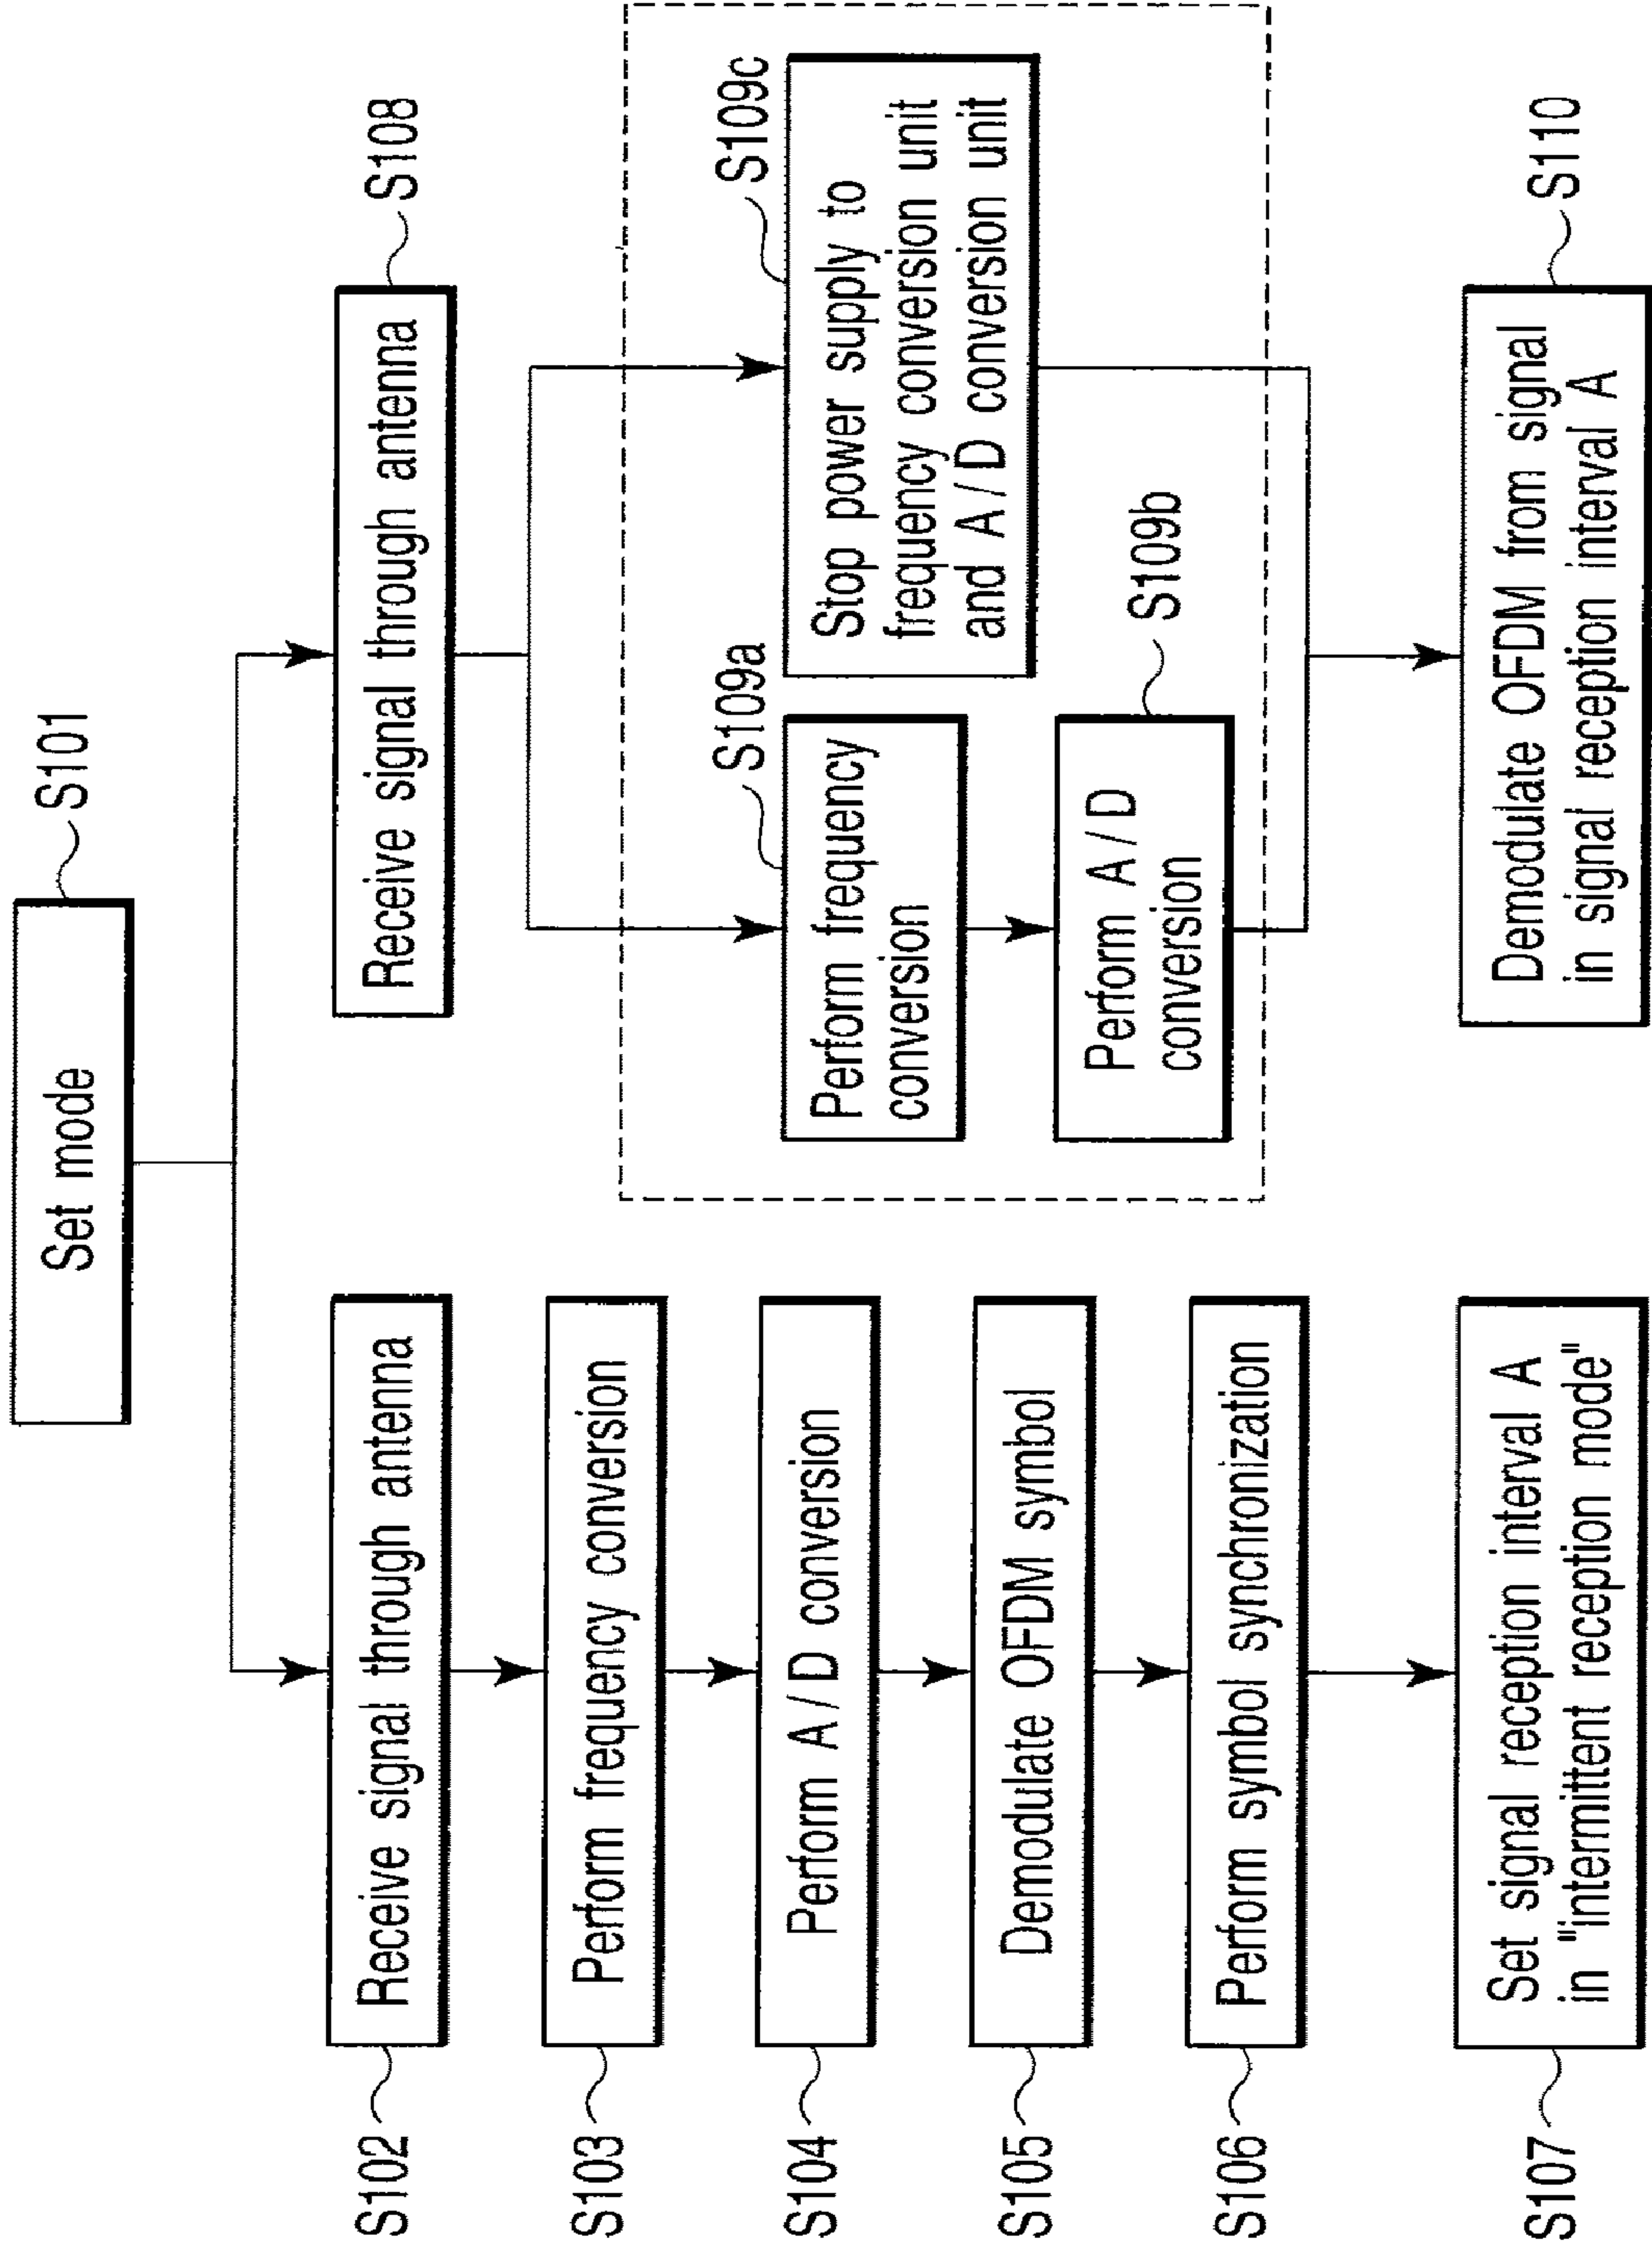 Set mode
S101
S102
Receive signal through antenna
S103
Perform frequency conversion
S104
Perform A / D conversion
S105
Demodulate OFDM symbol
S106
Perform symbol synchronization
S107
Set signal reception interval A
in "intermittent reception mode"
Receive signal through antenna
S108
S109a
Perform frequency
conversion
Perform A / D
conversion
S109b
S109c
Stop power supply to
frequency conversion unit
and A / D conversion unit
S110
Demodulate OFDM from signal
in signal reception interval A